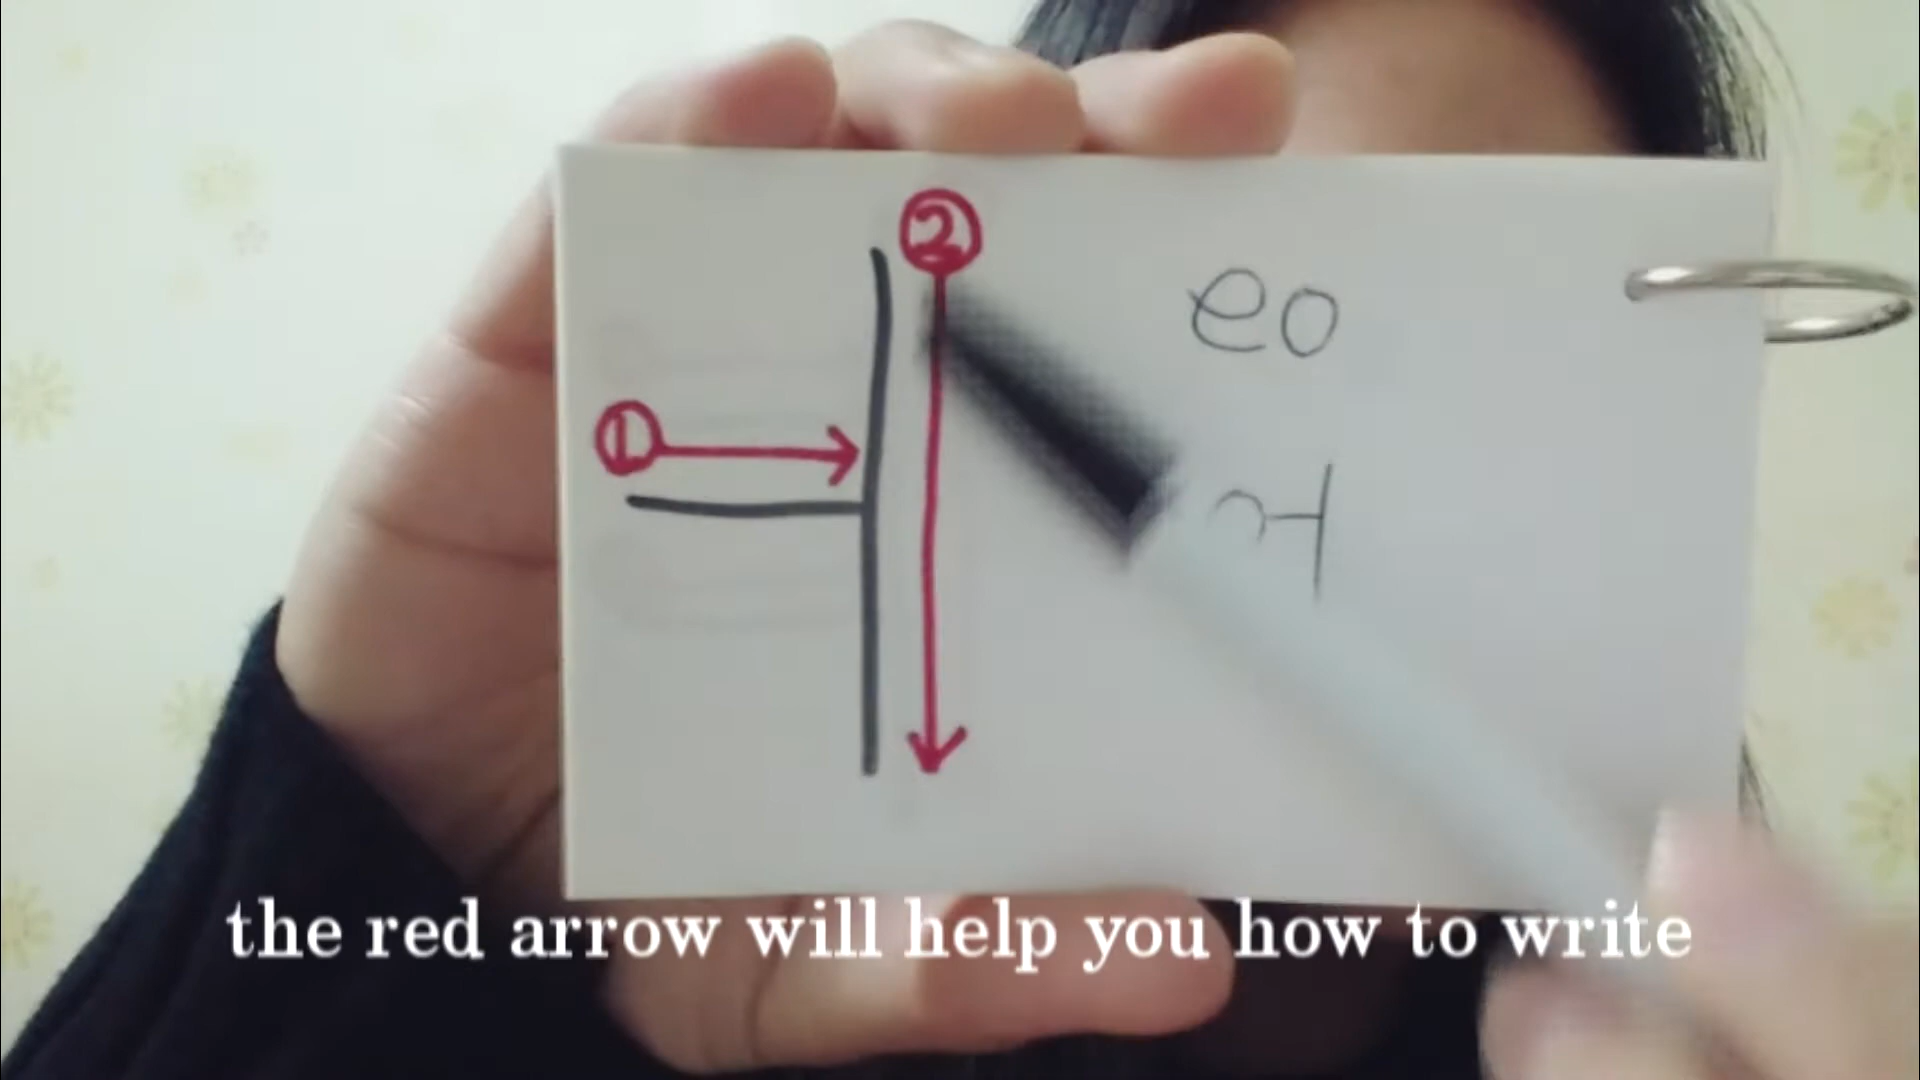 ②
①
ㅓ
eo
the red arrow will help you how to write